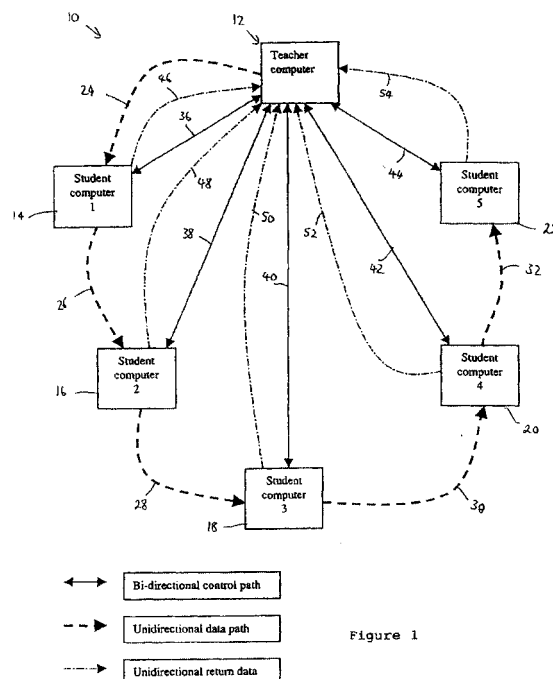 10
12
Teacher
computer
24
46
54
36
Student
computer
1
14
48
44
Student
computer
5
38
50
52
40
42
32
26
Student
computer
2
16
Student
computer
4
20
28
Student
computer
3
18
30
Bi-directional control path
Unidirectional data path
Figure 1
Unidirectional return data